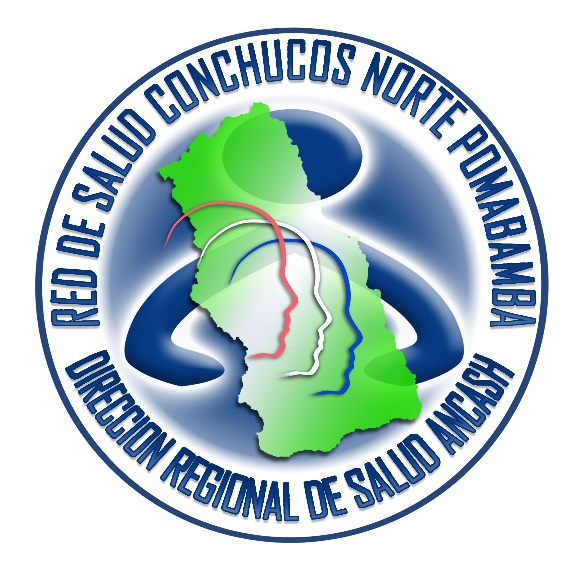 RED DE SALUD CONCHUCOS NORTE POMABAMBA
DIRECCION REGIONAL DE SALUD ANCASH